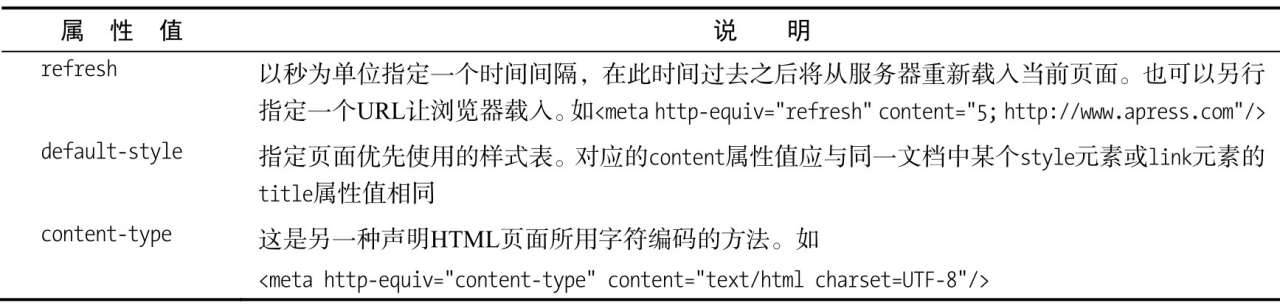 属 性 值 说 明
refresh 以秒为单位指定一个时间间隔，在此时间过去之后将从服务器重新载入当前页面。也可以另行
指定一个URL让浏览器载入。如<meta http-equiv="refresh" content="5; http://www.apress.com"/>
default-style 指定页面优先使用的样式表。对应的content属性值应与同一文档中某个style元素或link元素的
title属性值相同
content-type 这是另一种声明HTML页面所用字符编码的方法。如
<meta http-equiv="content-type" content="text/html charset=UTF-8"/>